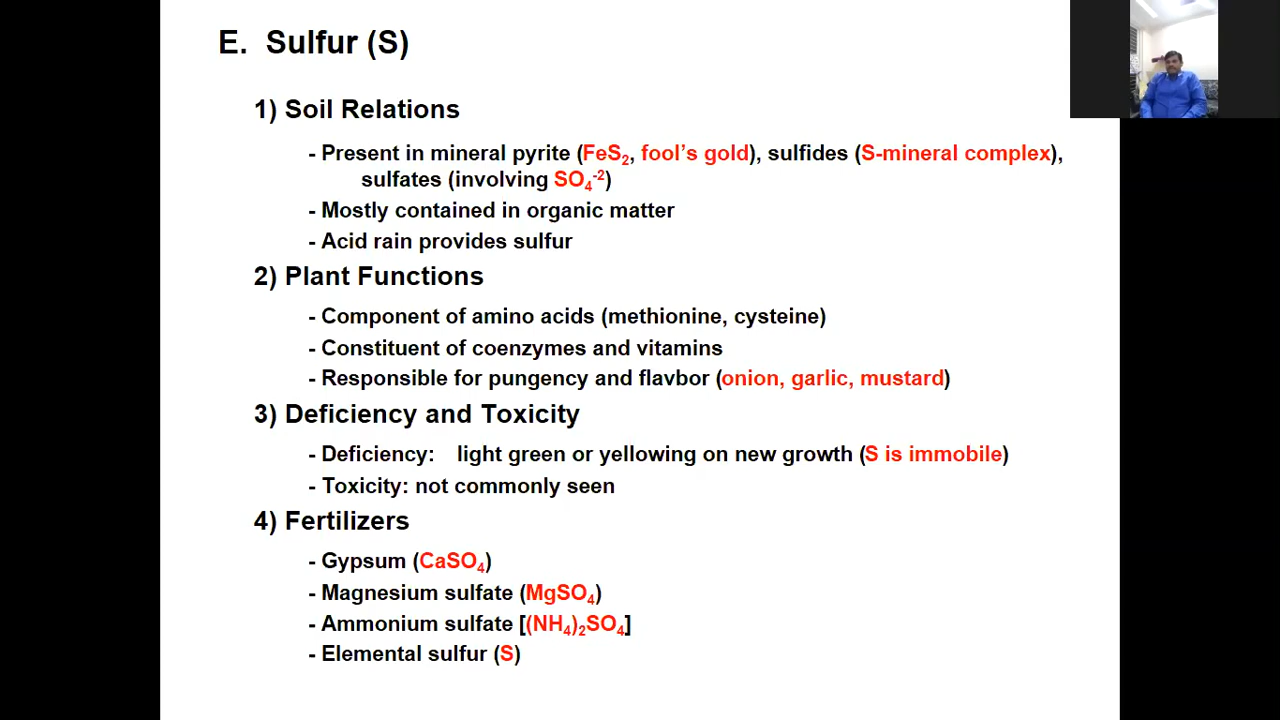 E. Sulfur (S)
1) Soil Relations
- Present in mineral pyrite (FeS2, fool's gold), sulfides (S-mineral complex),
sulfates (involving SO4-2)
- Mostly contained in organic matter
- Acid rain provides sulfur
2) Plant Functions
- Component of amino acids (methionine, cysteine)
- Constituent of coenzymes and vitamins
- Responsible for pungency and flavbor (onion, garlic, mustard)
3) Deficiency and Toxicity
- Deficiency: light green or yellowing on new growth (S is immobile)
- Toxicity: not commonly seen
4) Fertilizers
- Gypsum (CaSO4)
- Magnesium sulfate (MgSO4)
- Ammonium sulfate [(NH4)2SO4]
- Elemental sulfur (S)